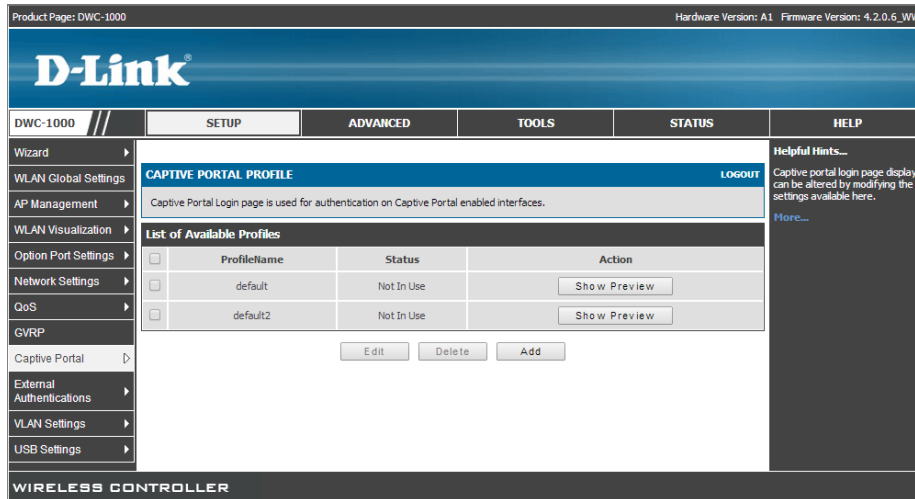 Product Page: DWC-1000
Hardware Version: A1 Firmware Version: 4.2.0.6_WW
D-Link®
DWC-1000
SETUP
ADVANCED
TOOLS
STATUS
HELP
Wizard
WLAN Global Settings
AP Management
WLAN Visualization
Option Port Settings
Network Settings
QoS
GVRP
Captive Portal
External
Authentications
VLAN Settings
USB Settings
CAPTIVE PORTAL PROFILE
LOGOUT
Captive Portal Login page is used for authentication on Captive Portal enabled interfaces.
List of Available Profiles
ProfileName Status Action
default Not In Use Show Preview
default2 Not In Use Show Preview
Edit Delete Add
Helpful Hints...
Captive portal login page display
can be altered by modifying the
settings available here.
More...
WIRELESS CONTROLLER